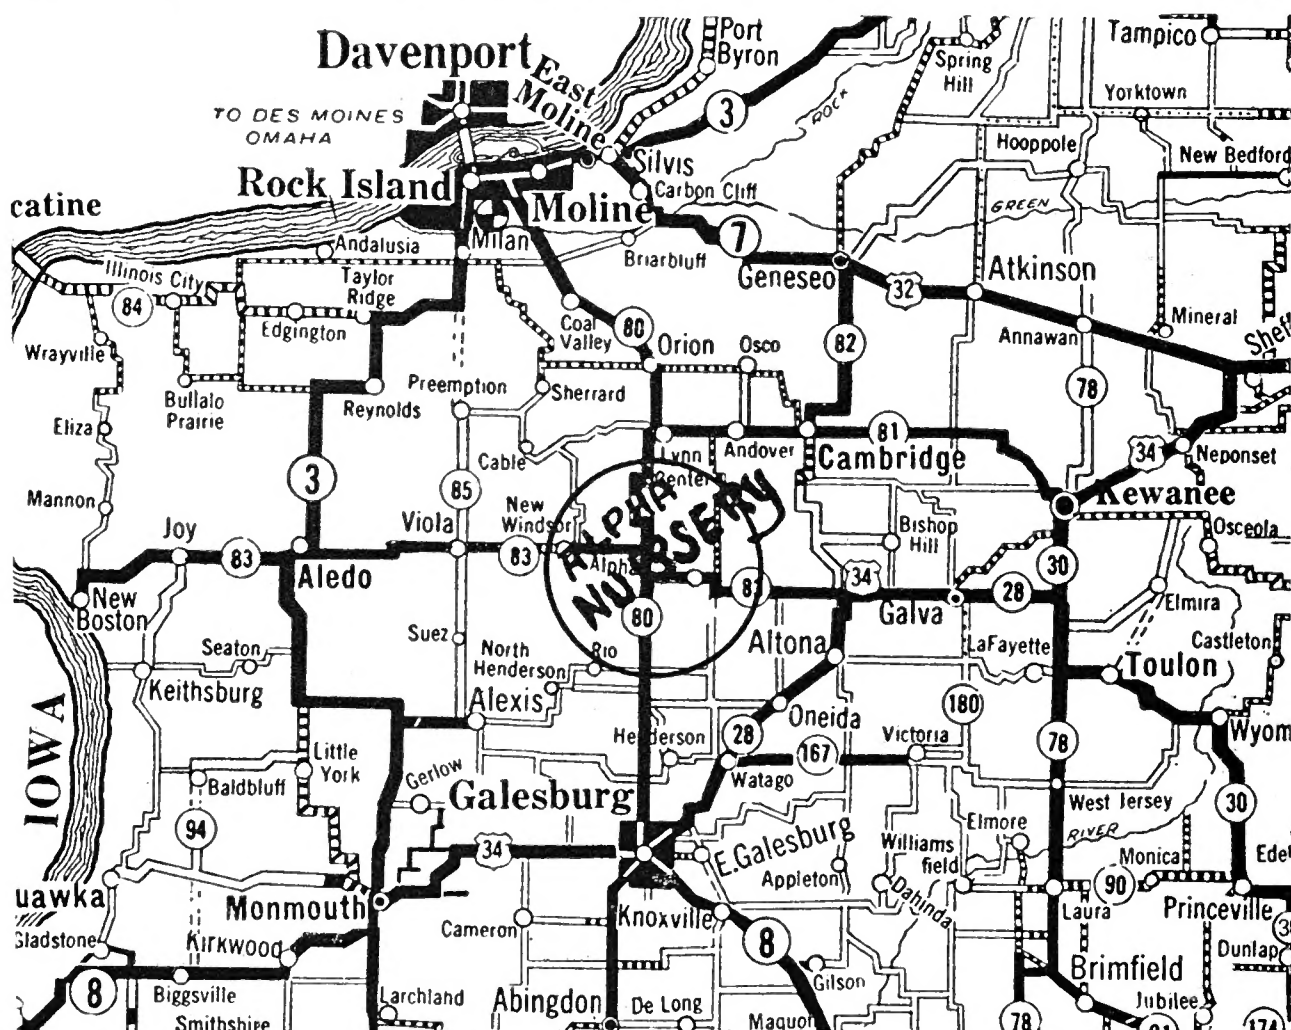 Port
Byron
Tampico
Davenport
East
Moline
Spring
Hill
3
Yorktown
TO DES MOINES
OMAHA
ROCK
Hooppole
New Bedford
Silvis
Rock Island
Carbon Cliff
catine
Moline
GREEN
7
Andalusia
Milan
Briarbluff
Geneseo
Atkinson
Illinois City
Taylor
Ridge
32
84
Edgington
Coal
Valley
80
82
Annawan
Mineral
Wrayville
Orion
Osco
Shef
Preemption
Sherrard
78
Bullalo
Prairie
Reynolds
Eliza
Andover
81
34
Cable
Lynn
Center
Cambridge
Neponset
3
85
New
Windsor
ALPHA
NURSERY
Kewanee
Mannon
Joy
Viola
Bishop
Hill
Osceola
83
83
Alpha
34
30
Aledo
83
28
New
Boston
80
Galva
Elmira
Suez
Altona
LaFayette
Castleton
Seaton
North
Henderson
Rio
Toulon
Keithsburg
Alexis
180
IOWA
Oneida
Wyom
Henderson
28
Victoria
78
Little
York
167
Baldbluff
Gerlow
Watago
West Jersey
30
Galesburg
94
Elmore
RIVER
34
E. Galesburg
Williams
field
Monica
Edel
Appleton
90
uawka
Monmouth
Dahinda
Laura
Princeville
Knoxville
Gladstone
Kirkwood
Cameron
8
Dunlap
8
Biggsville
Gilson
Brimfield
Larchland
Abingdon
De Long
Jubilee
Smithshire
Maquon
78
91
174